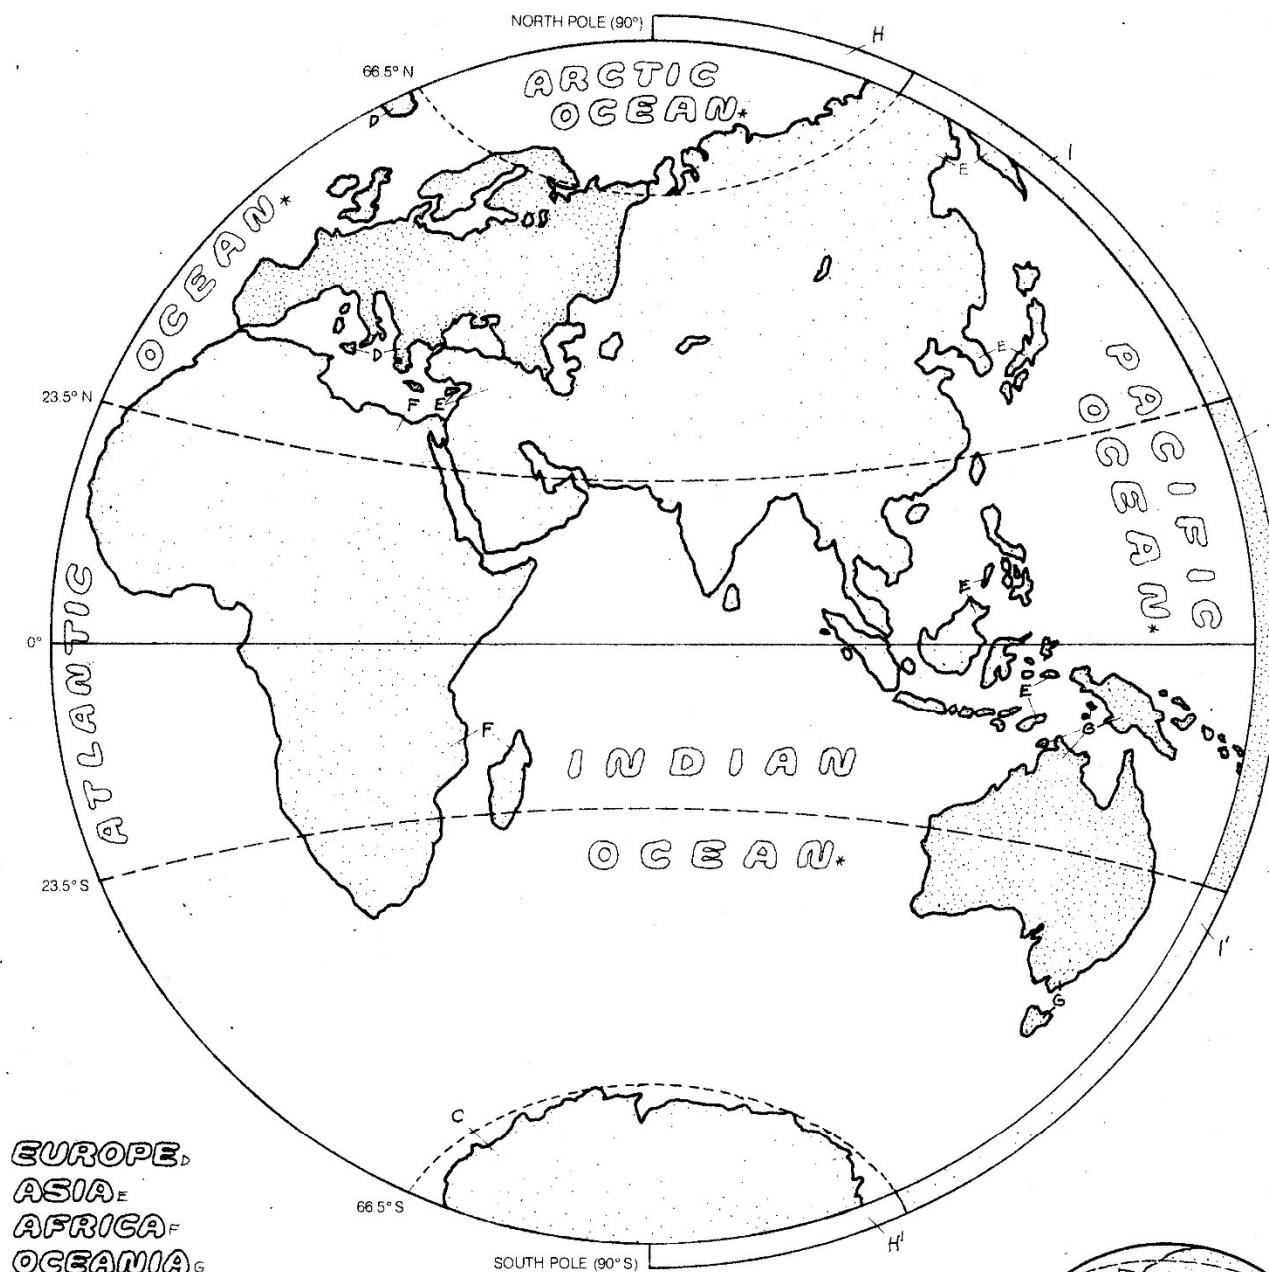 NORTH POLE (90°)
H
66.5° N
ARCTIC
OCEAN*
I
E
OCEAN*
E
D
23.5° N
F
E
PACIFIC
OCEAN*
E
0°
E
ATLANTIC
F
G
INDIAN
OCEAN*
23.5° S
I'
G
C
EUROPE D
ASIA E
AFRICA F
OCEANIA G
66.5° S
H'
SOUTH POLE (90° S)